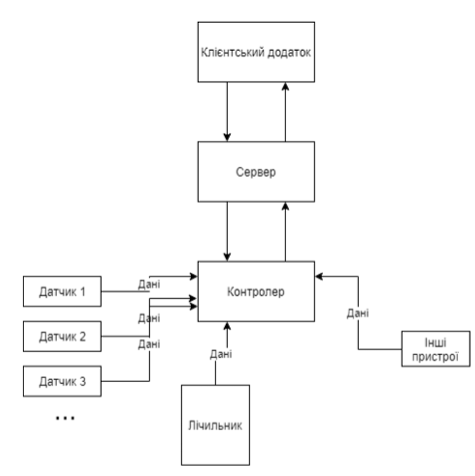 Клієнтський додаток
Сервер
Контролер
Датчик 1
Дані
Датчик 2
Дані
Датчик 3
Дані
...
Дані
Лічильник
Дані
Інші
пристрої